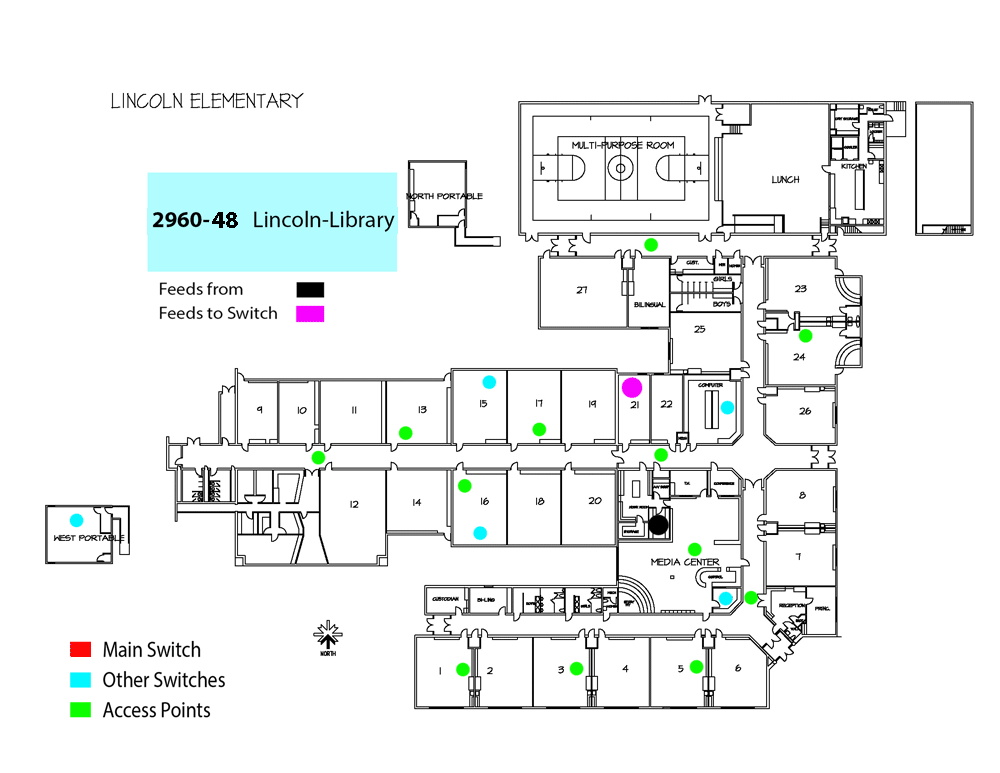 LINCOLN ELEMENTARY
MULTI-PURPOSE ROOM
LUNCH
KITCHEN
NORTH PORTABLE
2960-48 Lincoln-Library
Feeds from
Feeds to Switch
CUST.
GIRLS
BOYS
27
BILINGUAL
25
23
24
26
COMPUTER
9
10
11
13
15
17
19
21
22
12
14
16
18
20
T.V.
CONFERENCE
8
7
WEST PORTABLE
MEDIA CENTER
CONTROL
CUSTODIAN
BI-LING
RECEPTION
PRINC.
NORTH
1
2
3
4
5
6
Main Switch
Other Switches
Access Points